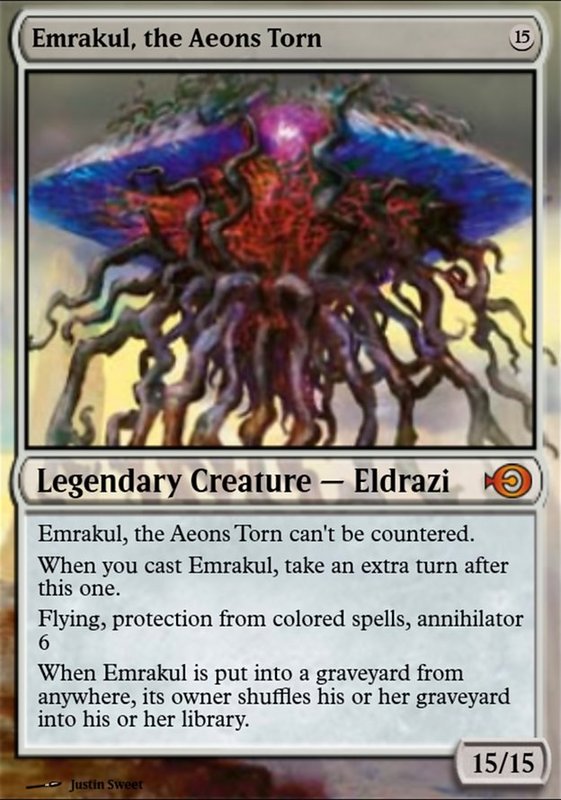 Emrakul, the Aeons Torn
15
Legendary Creature — Eldrazi
Emrakul, the Aeons Torn can't be countered.
When you cast Emrakul, take an extra turn after
this one.
Flying, protection from colored spells, annihilator
6
When Emrakul is put into a graveyard from
anywhere, its owner shuffles his or her graveyard
into his or her library.
15/15
Justin Sweet